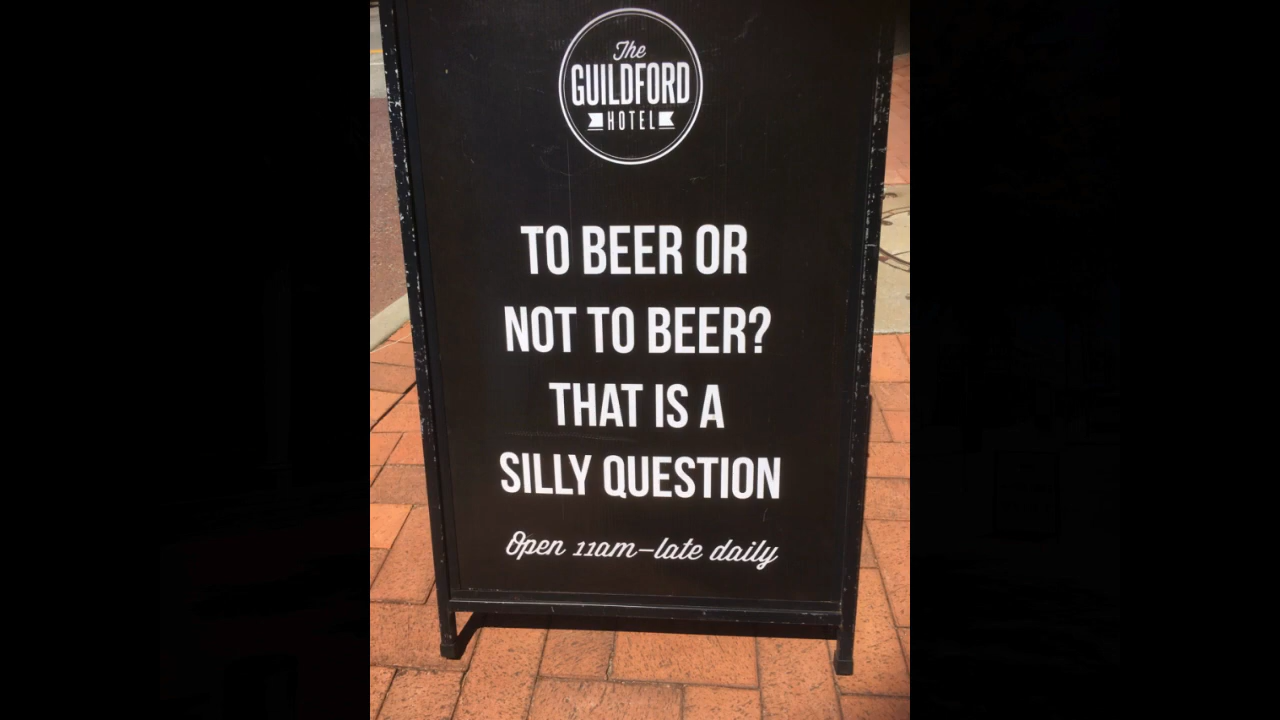 The
GUILDFORD
HOTEL
TO BEER OR
NOT TO BEER?
THAT IS A
SILLY QUESTION
Open 11am-late daily